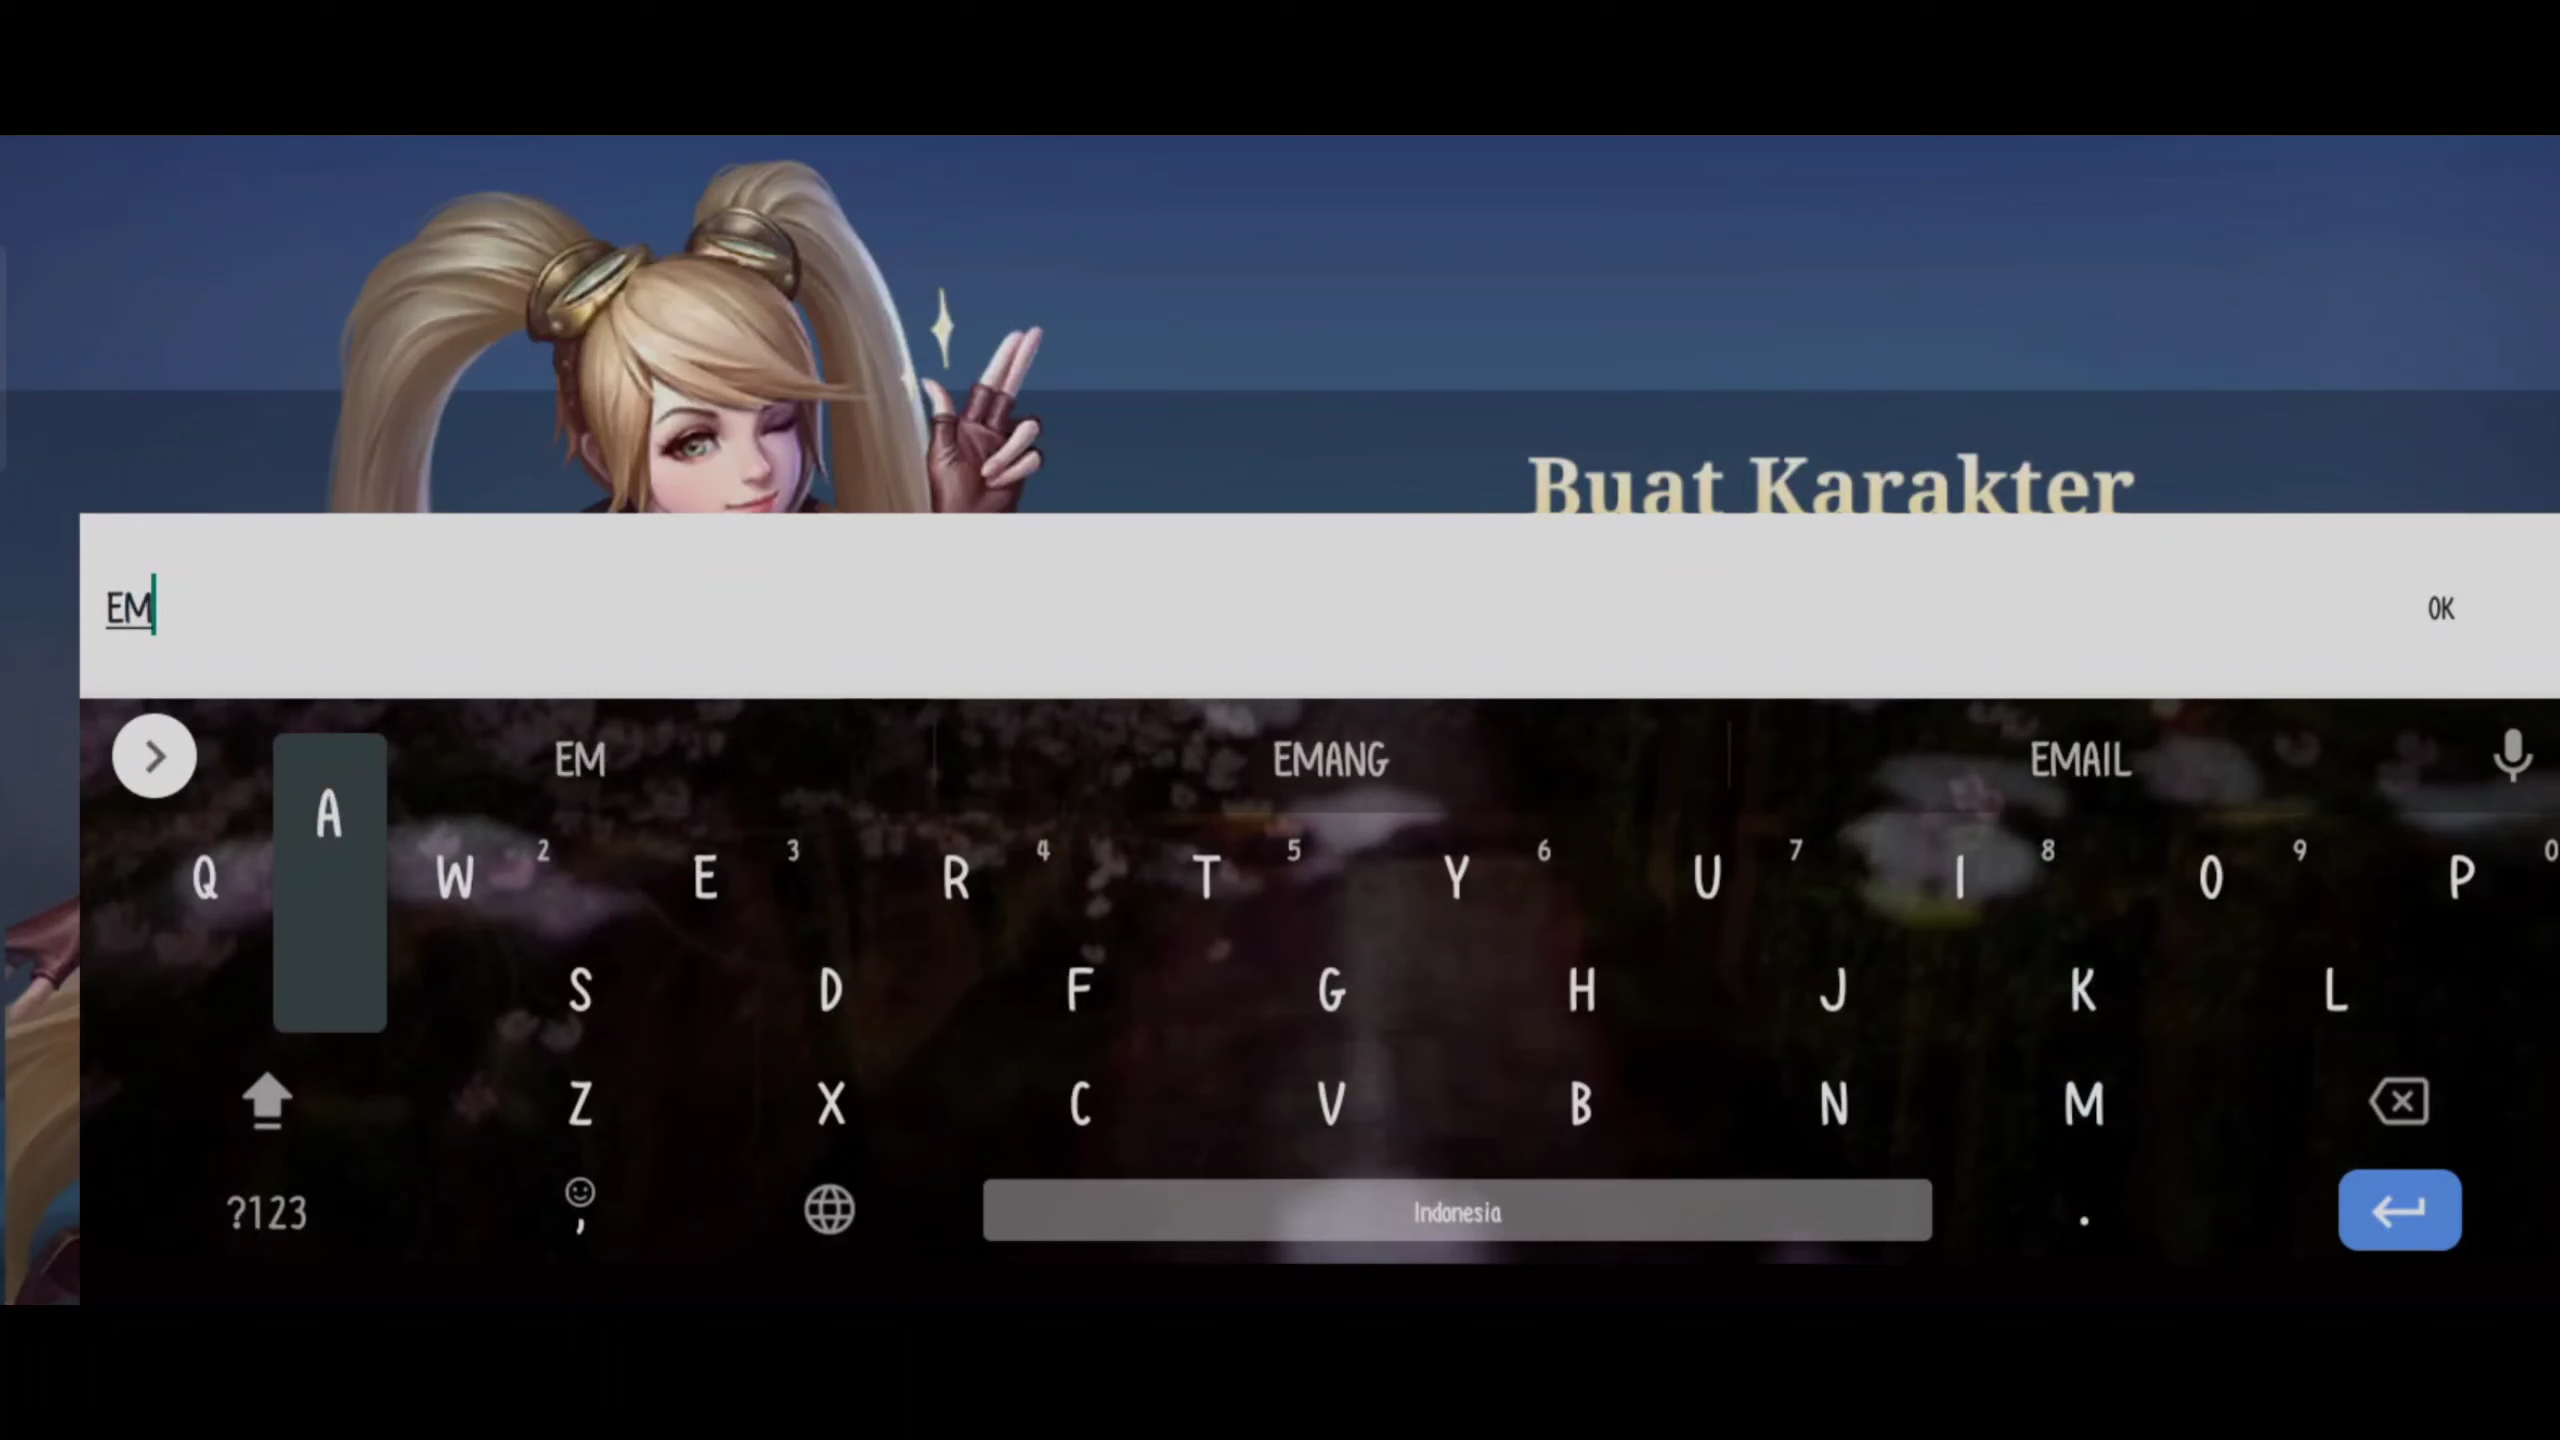 Buat Karakter
EM
OK
EM EMANG EMAIL
A
Q W 2 E 3 R 4 T 5 Y 6 U 7 I 8 O 9 P 0
S D F G H J K L
Z X C V B N M
?123 , Indonesia .